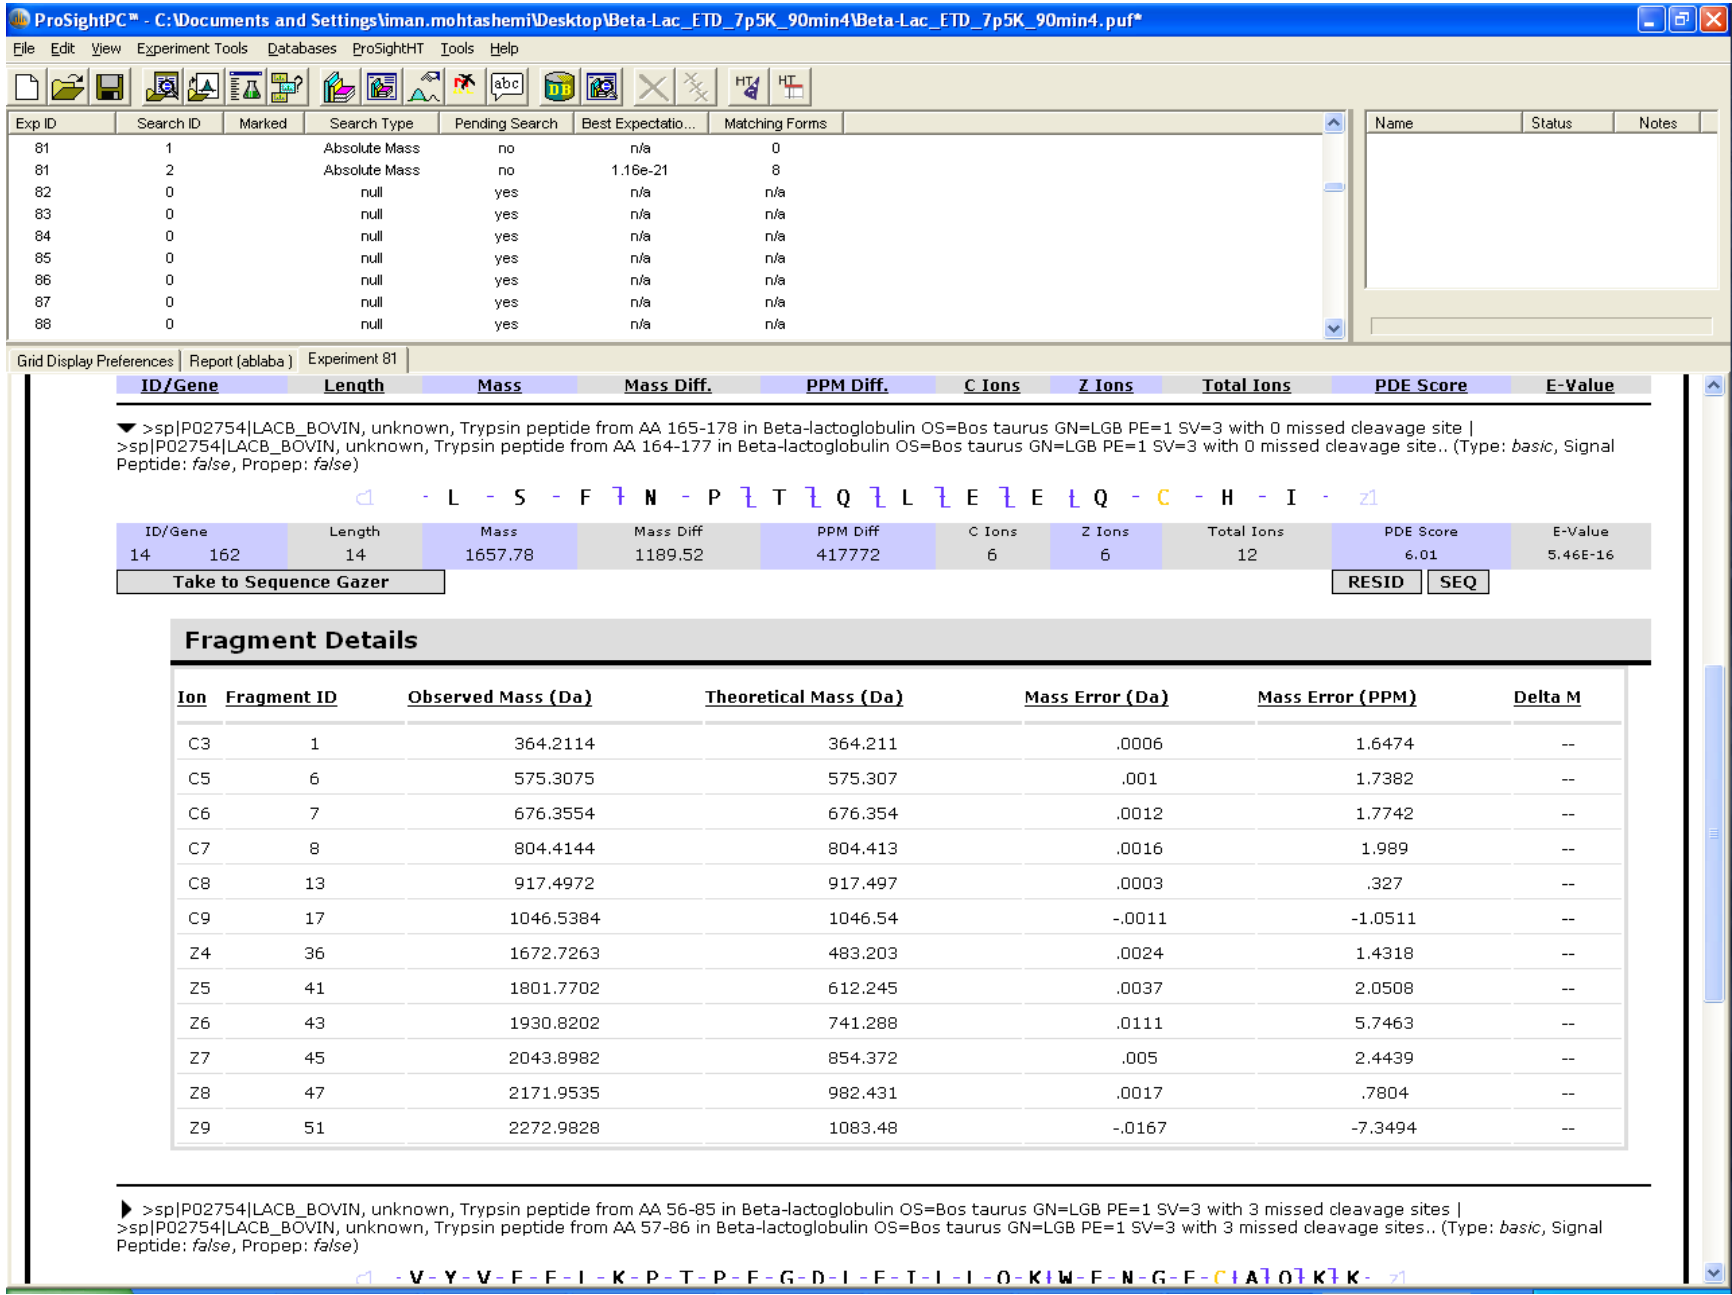 ProSightPC™ - C:\Documents and Settings\iman.mohtashemi\Desktop\Beta-Lac_ETD_7p5K_90min4\Beta-Lac_ETD_7p5K_90min4.puf*
File Edit View Experiment Tools Databases ProSightHT Tools Help
abc DB HT HT
Exp ID Search ID Marked Search Type Pending Search Best Expectatio... Matching Forms Name Status Notes
81 1 Absolute Mass no n/a 0
81 2 Absolute Mass no 1.16e-21 8
82 0 null yes n/a n/a
83 0 null yes n/a n/a
84 0 null yes n/a n/a
85 0 null yes n/a n/a
86 0 null yes n/a n/a
87 0 null yes n/a n/a
88 0 null yes n/a n/a
Grid Display Preferences Report (ablaba ) Experiment 81
ID/Gene Length Mass Mass Diff. PPM Diff. C Ions Z Ions Total Ions PDE Score E-Value
>sp|P02754|LACB_BOVIN, unknown, Trypsin peptide from AA 165-178 in Beta-lactoglobulin OS=Bos taurus GN=LGB PE=1 SV=3 with 0 missed cleavage site |
>sp|P02754|LACB_BOVIN, unknown, Trypsin peptide from AA 164-177 in Beta-lactoglobulin OS=Bos taurus GN=LGB PE=1 SV=3 with 0 missed cleavage site.. (Type: basic, Signal
Peptide: false, Propep: false)
c1 - L - S - F N - P T Q L E E Q - C - H - I - z1
ID/Gene Length Mass Mass Diff PPM Diff C Ions Z Ions Total Ions PDE Score E-Value
14 162 14 1657.78 1189.52 417772 6 6 12 6.01 5.46E-16
Take to Sequence Gazer RESID SEQ
Fragment Details
Ion Fragment ID Observed Mass (Da) Theoretical Mass (Da) Mass Error (Da) Mass Error (PPM) Delta M
C3 1 364.2114 364.211 .0006 1.6474 --
C5 6 575.3075 575.307 .001 1.7382 --
C6 7 676.3554 676.354 .0012 1.7742 --
C7 8 804.4144 804.413 .0016 1.989 --
C8 13 917.4972 917.497 .0003 .327 --
C9 17 1046.5384 1046.54 -.0011 -1.0511 --
Z4 36 1672.7263 483.203 .0024 1.4318 --
Z5 41 1801.7702 612.245 .0037 2.0508 --
Z6 43 1930.8202 741.288 .0111 5.7463 --
Z7 45 2043.8982 854.372 .005 2.4439 --
Z8 47 2171.9535 982.431 .0017 .7804 --
Z9 51 2272.9828 1083.48 -.0167 -7.3494 --
>sp|P02754|LACB_BOVIN, unknown, Trypsin peptide from AA 56-85 in Beta-lactoglobulin OS=Bos taurus GN=LGB PE=1 SV=3 with 3 missed cleavage sites |
>sp|P02754|LACB_BOVIN, unknown, Trypsin peptide from AA 57-86 in Beta-lactoglobulin OS=Bos taurus GN=LGB PE=1 SV=3 with 3 missed cleavage sites.. (Type: basic, Signal
Peptide: false, Propep: false)
c1 - V - Y - V - E - E - L - K - P - T - P - E - G - D - L - E - I - L - L - Q - K W - E - N - G - E - C A Q K K - z1